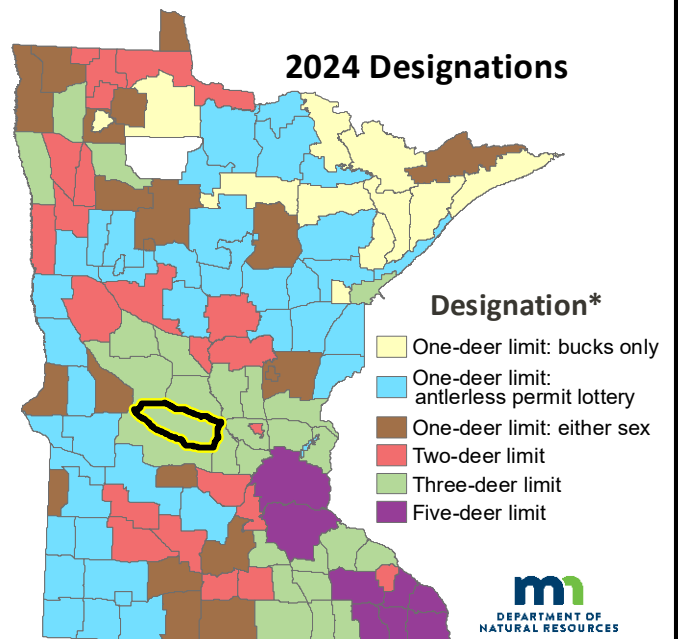 2024 Designations
Designation*
One-deer limit: bucks only
One-deer limit:
antlerless permit lottery
One-deer limit: either sex
Two-deer limit
Three-deer limit
Five-deer limit
mn
DEPARTMENT OF
NATURAL RESOURCES